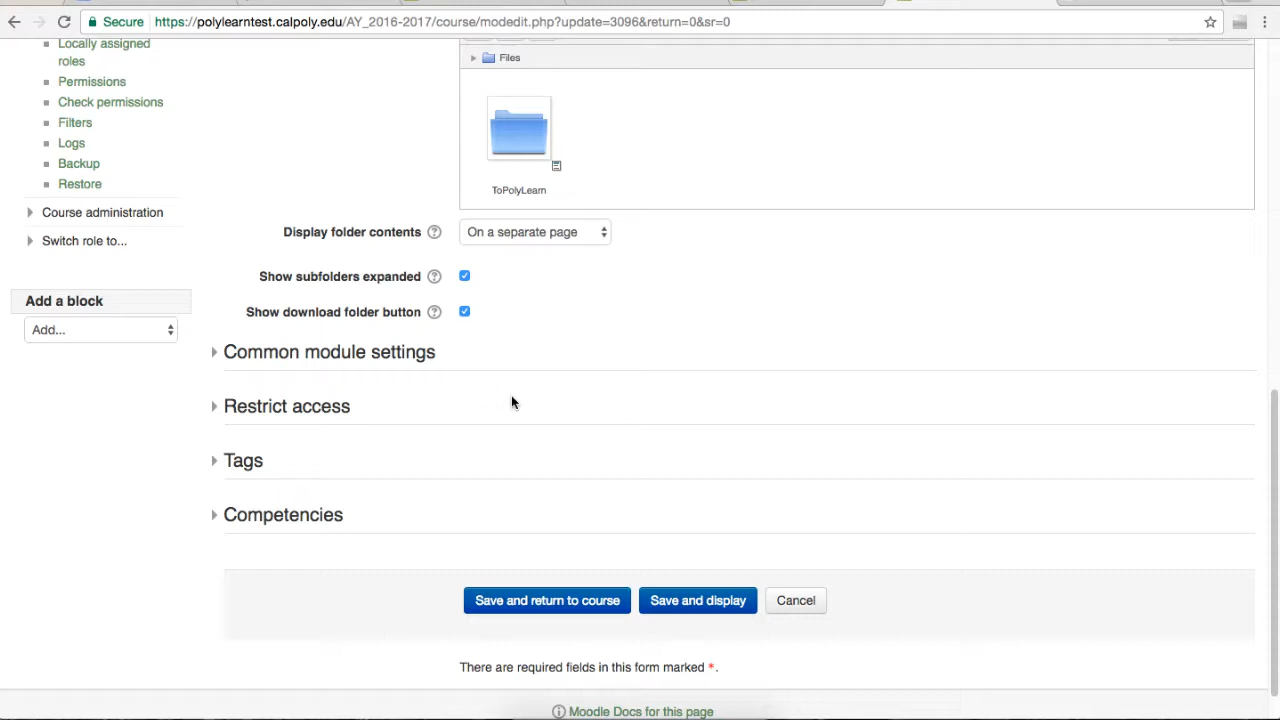 Secure https://polylearntest.calpoly.edu/AY_2016-2017/course/modedit.php?update=3096&return=0&sr=0
Locally assigned
roles
Permissions
Check permissions
Filters
Logs
Backup
Restore
Course administration
Switch role to...
Add a block
Add...
Files
ToPolyLearn
Display folder contents
On a separate page
Show subfolders expanded
Show download folder button
Common module settings
Restrict access
Tags
Competencies
Save and return to course
Save and display
Cancel
There are required fields in this form marked *.
Moodle Docs for this page